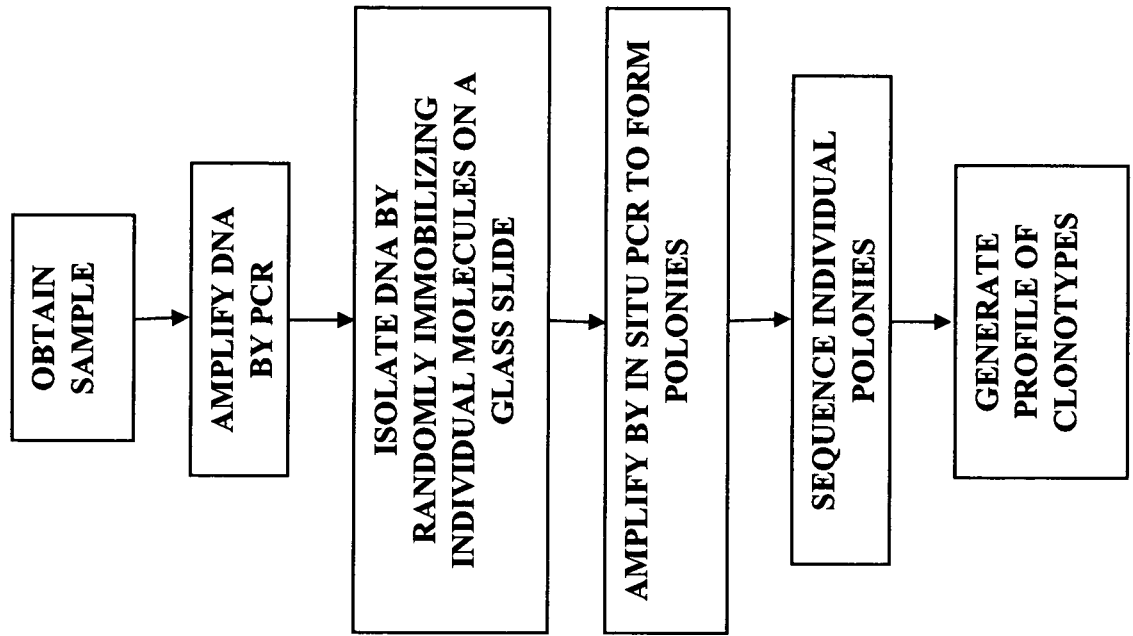 OBTAIN
SAMPLE
AMPLIFY DNA
BY PCR
ISOLATE DNA BY
RANDOMLY IMMOBILIZING
INDIVIDUAL MOLECULES ON A
GLASS SLIDE
AMPLIFY BY IN SITU PCR TO FORM
POLONIES
SEQUENCE INDIVIDUAL
POLONIES
GENERATE
PROFILE OF
CLONOTYPES